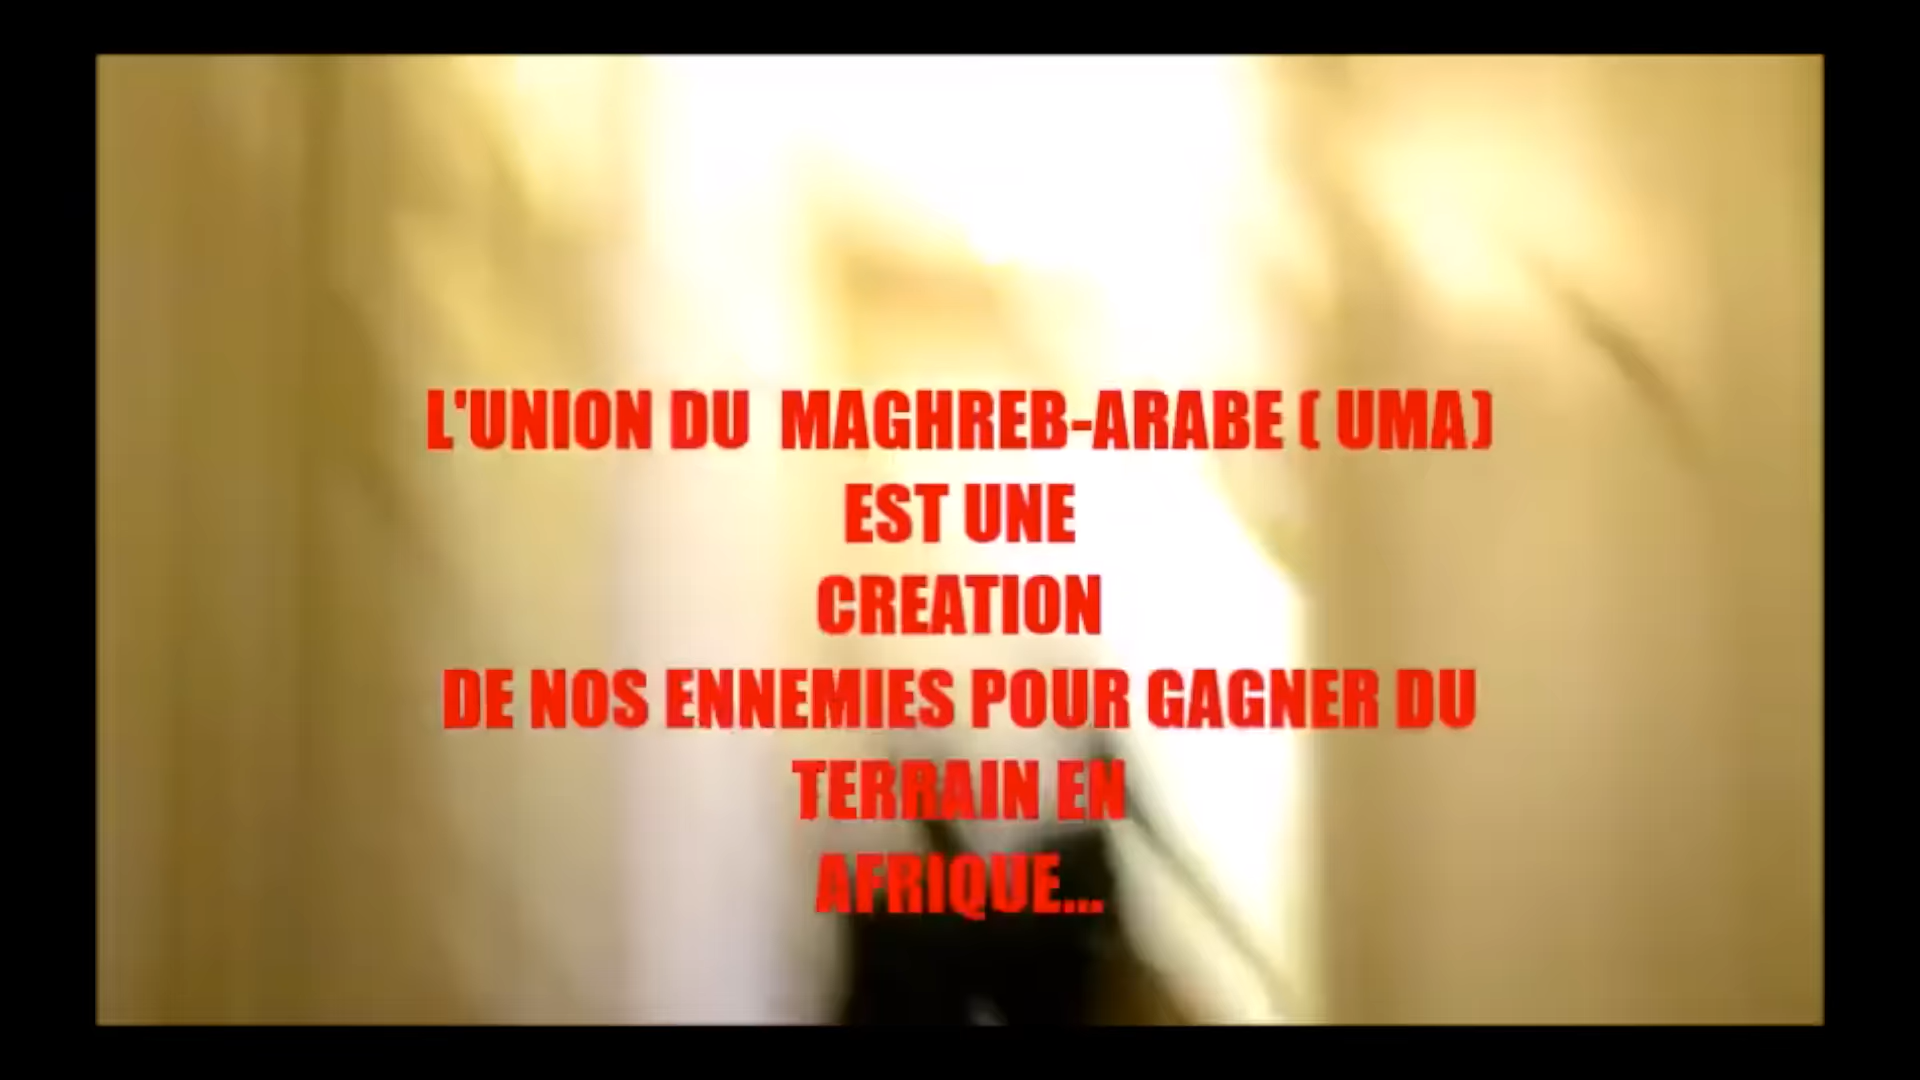 L'UNION DU MAGHREB-ARABE ( UMA)
EST UNE
CREATION
DE NOS ENNEMIES POUR GAGNER DU
TERRAIN EN
AFRIQUE...